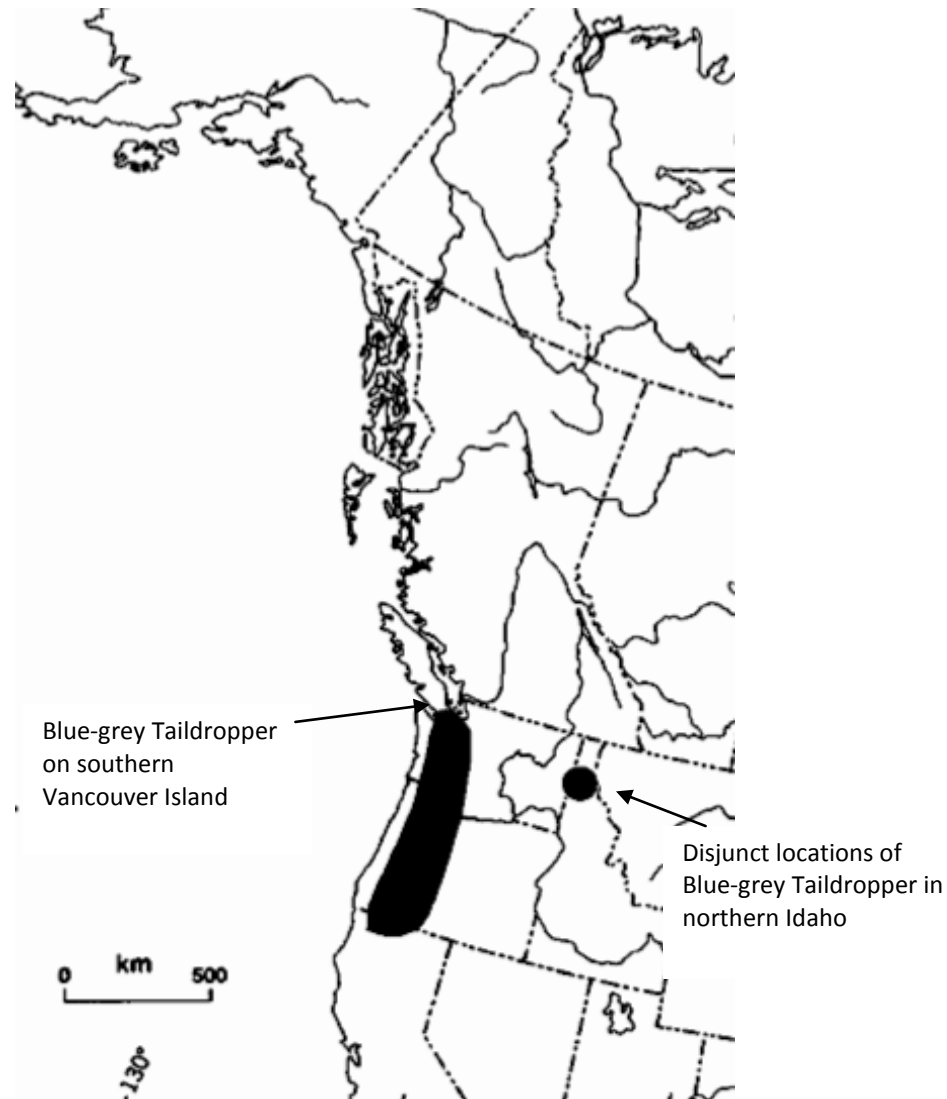 Blue-grey Taildropper
on southern
Vancouver Island
Disjunct locations of
Blue-grey Taildropper in
northern Idaho
km
0 500
-130°